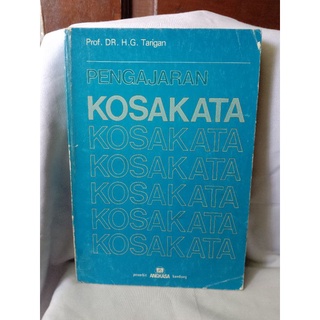 Prof. DR. H.G. Tarigan
PENGAJARAN
KOSAKATA
KOSAKATA
KOSAKATA
KOSAKATA
KOSAKATA
KOSAKATA
penerbit ANGKASA bandung